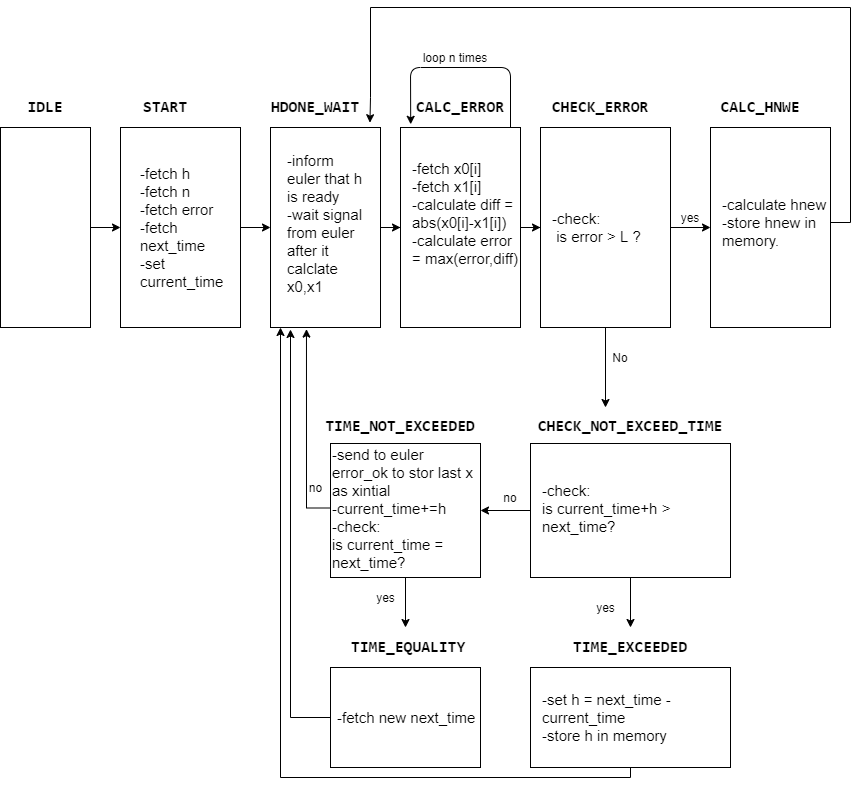 loop n times
IDLE
START
HDONE_WAIT
CALC_ERROR
CHECK_ERROR
CALC_HNWE
-fetch h
-fetch n
-fetch error
-fetch
next_time
-set
current_time
-inform
euler that h
is ready
-wait signal
from euler
after it
calclate
x0,x1
-fetch x0[i]
-fetch x1[i]
-calculate diff =
abs(x0[i]-x1[i])
-calculate error
= max(error,diff)
-check:
is error > L ?
yes
-calculate hnew
-store hnew in
memory.
No
TIME_NOT_EXCEEDED
CHECK_NOT_EXCEED_TIME
-send to euler
error_ok to stor last x
as xintial
-current_time+=h
-check:
is current_time =
next_time?
no
no
-check:
is current_time+h >
next_time?
yes
yes
TIME_EQUALITY
TIME_EXCEEDED
-fetch new next_time
-set h = next_time -
current_time
-store h in memory